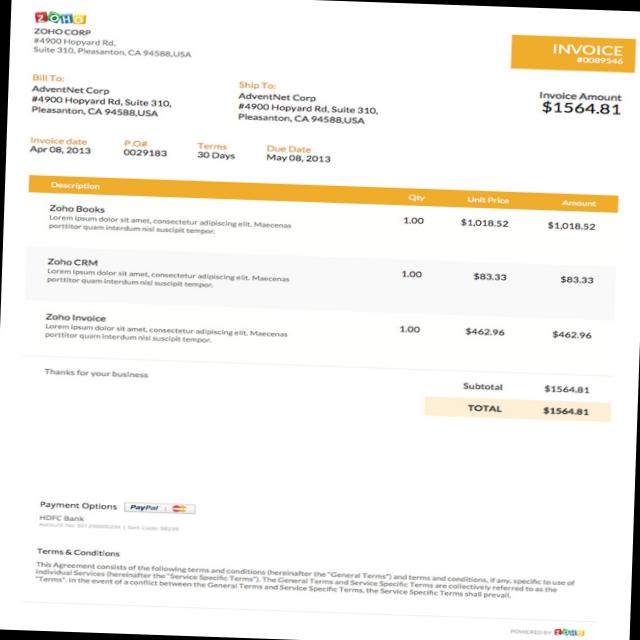 ZOHO
ZOHO CORP
#4900 Hopyard Rd,
Suite 310, Pleasanton, CA 94588,USA
INVOICE
#0089546
Bill To:
AdventNet Corp
#4900 Hopyard Rd, Suite 310,
Pleasanton, CA 94588,USA
Ship To:
AdventNet Corp
#4900 Hopyard Rd, Suite 310,
Pleasanton, CA 94588,USA
Invoice Amount
$1564.81
Invoice date P.O# Terms Due Date
Apr 08, 2013 0029183 30 Days May 08, 2013
Description Qty Unit Price Amount
Zoho Books 1.00 $1,018.52 $1,018.52
Lorem ipsum dolor sit amet, consectetur adipiscing elit. Maecenas
porttitor quam interdum nisl suscipit tempor.
Zoho CRM 1.00 $83.33 $83.33
Lorem ipsum dolor sit amet, consectetur adipiscing elit. Maecenas
porttitor quam interdum nisl suscipit tempor.
Zoho Invoice 1.00 $462.96 $462.96
Lorem ipsum dolor sit amet, consectetur adipiscing elit. Maecenas
porttitor quam interdum nisl suscipit tempor.
Thanks for your business
Subtotal $1564.81
TOTAL $1564.81
Payment Options PayPal
HDFC Bank
Account No: | Sort Code:
Terms & Conditions
This Agreement consists of the following terms and conditions (hereinafter the "General Terms") and terms and conditions, if any, specific to use of
individual Services (hereinafter the "Service Specific Terms"). The General Terms and Service Specific Terms are collectively referred to as the
"Terms". In the event of a conflict between the General Terms and Service Specific Terms, the Service Specific Terms shall prevail.
POWERED BY ZOHO